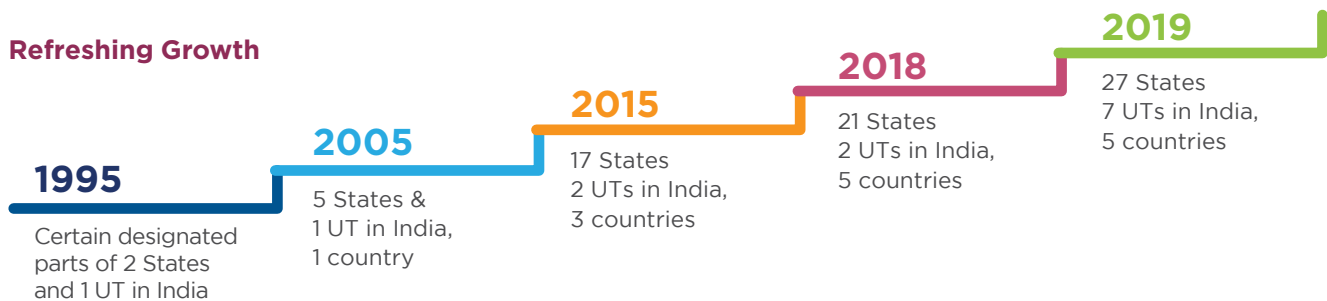 Refreshing Growth
1995
Certain designated
parts of 2 States
and 1 UT in India
2005
5 States &
1 UT in India,
1 country
2015
17 States
2 UTs in India,
3 countries
2018
21 States
2 UTs in India,
5 countries
2019
27 States
7 UTs in India,
5 countries